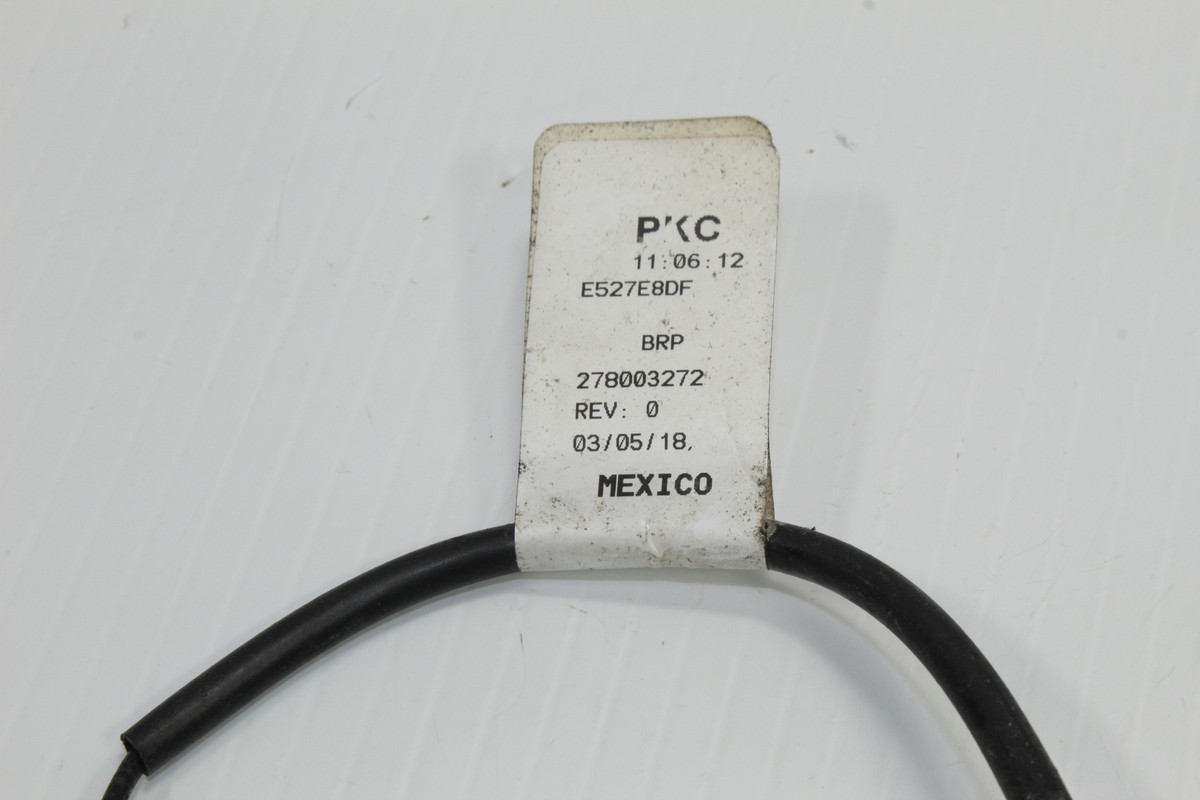 PKC
11:06:12
E527E8DF
BRP
278003272
REV: 0
03/05/18,
MEXICO